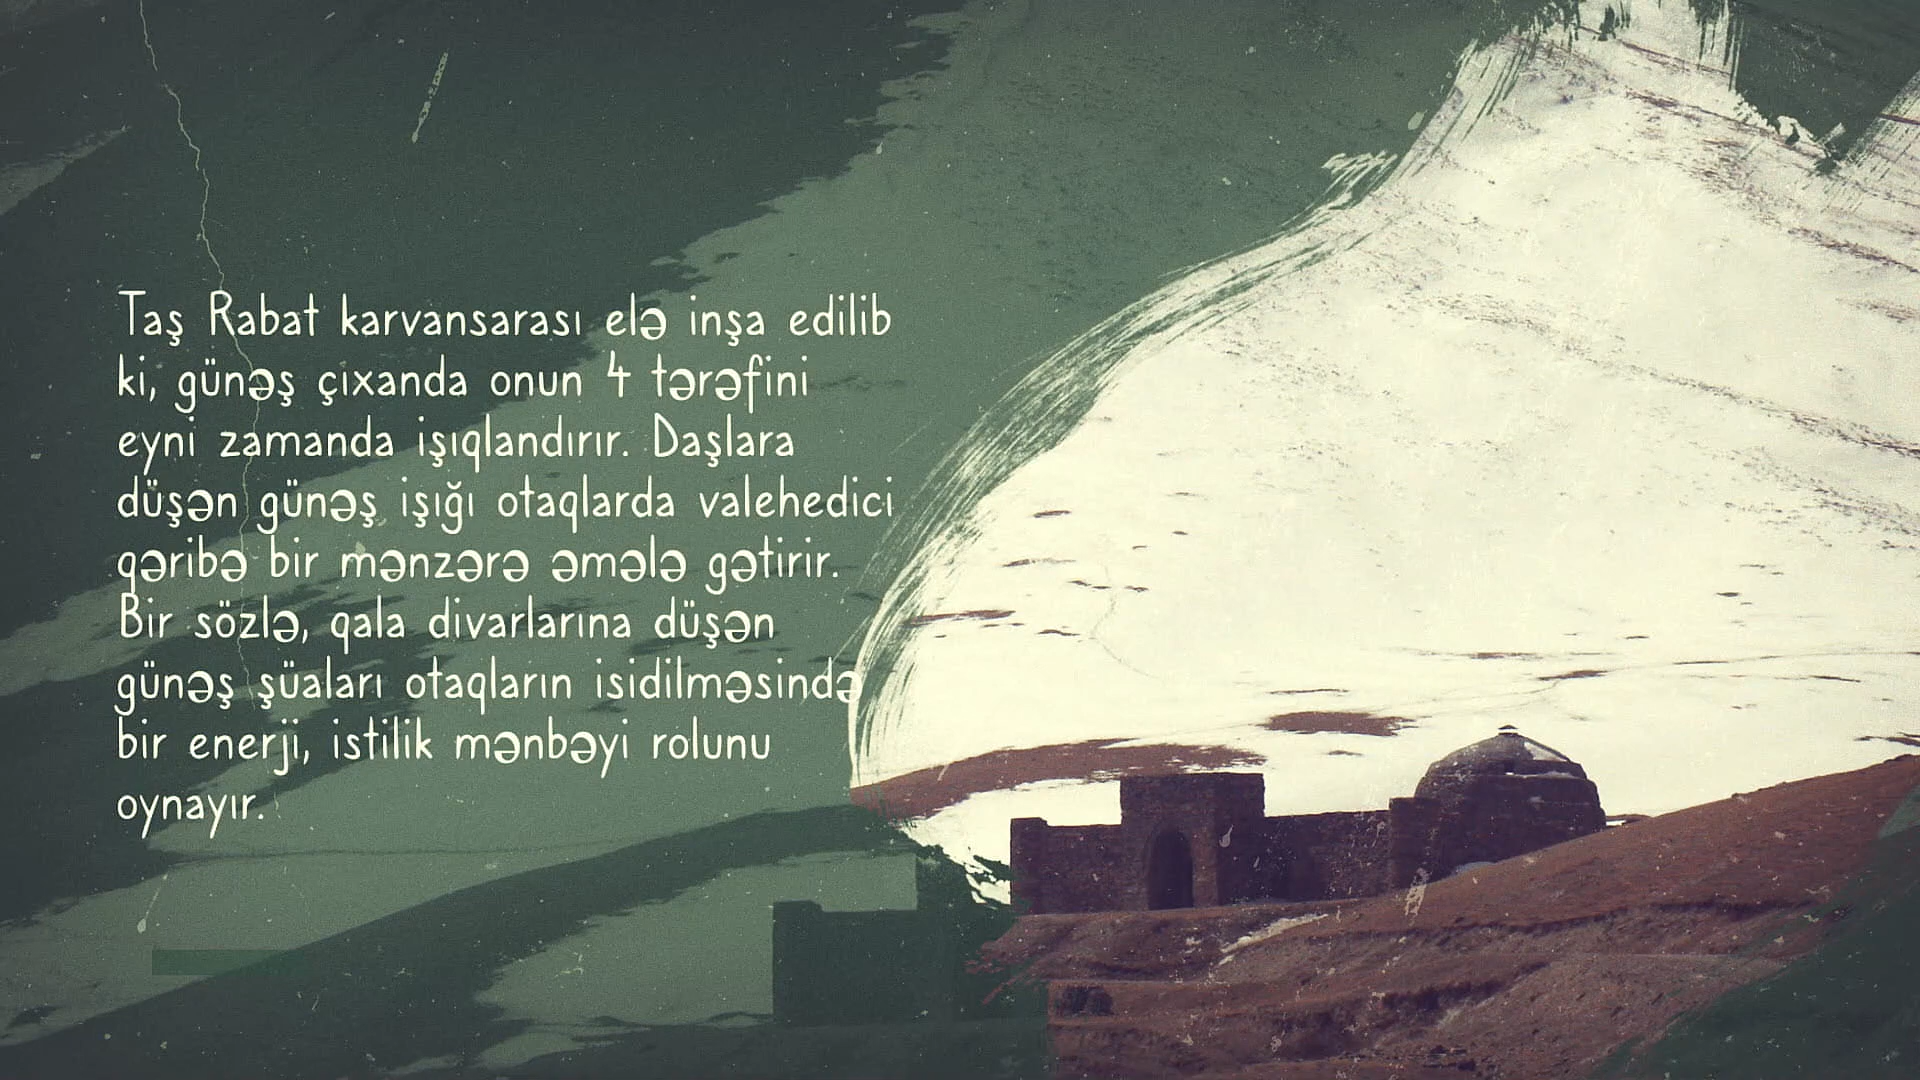 Taş Rabat karvansarası elə inşa edilib
ki, günəş çıxanda onun 4 tərəfini
eyni zamanda işıqlandırır. Daşlara
düşən günəş işığı otaqlarda valehedici
qəribə bir mənzərə əmələ gətirir.
Bir sözlə, qala divarlarına düşən
günəş şüaları otaqların isidilməsində
bir enerji, istilik mənbəyi rolunu
oynayır.